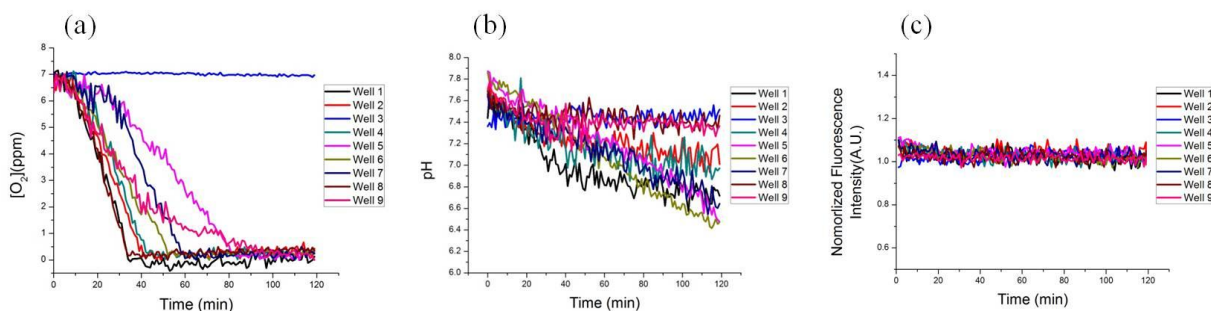 (a)
[O₂](ppm)
8
7
6
5
4
3
2
1
0
0 20 40 60 80 100 120
Time (min)
Well 1
Well 2
Well 3
Well 4
Well 5
Well 6
Well 7
Well 8
Well 9
(b)
pH
8.0
7.8
7.6
7.4
7.2
7.0
6.8
6.6
6.4
6.2
6.0
0 20 40 60 80 100 120
Time (min)
Well 1
Well 2
Well 3
Well 4
Well 5
Well 6
Well 7
Well 8
Well 9
(c)
Nomorlized Fluorescence
Intensity(A.U.)
1.4
1.2
1.0
0.8
0.6
0 20 40 60 80 100 120
Time (min)
Well 1
Well 2
Well 3
Well 4
Well 5
Well 6
Well 7
Well 8
Well 9